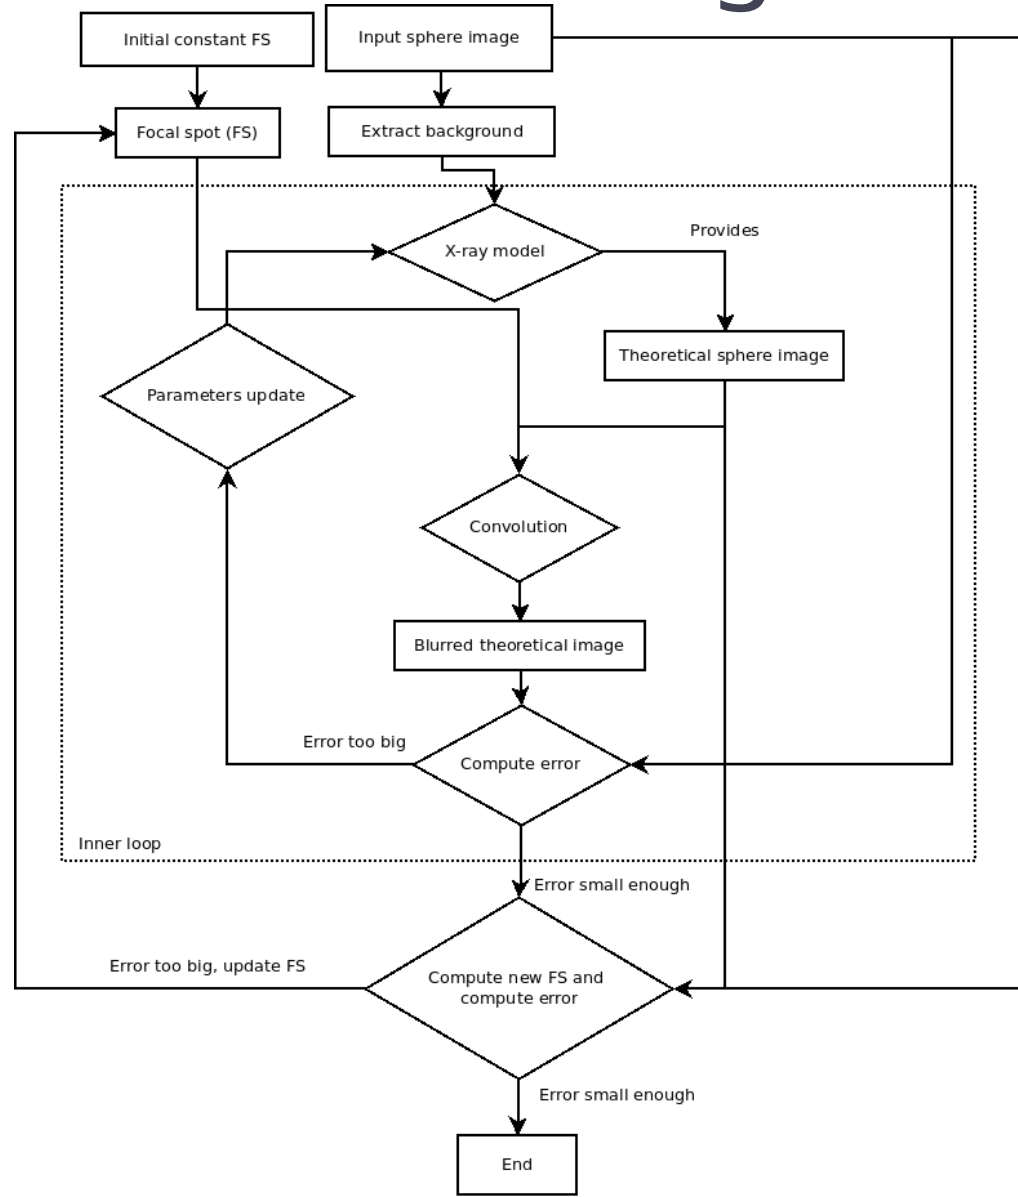 Initial constant FS
Input sphere image
Focal spot (FS)
Extract background
X-ray model
Provides
Theoretical sphere image
Parameters update
Convolution
Blurred theoretical image
Error too big
Compute error
Inner loop
Error small enough
Error too big, update FS
Compute new FS and
compute error
Error small enough
End